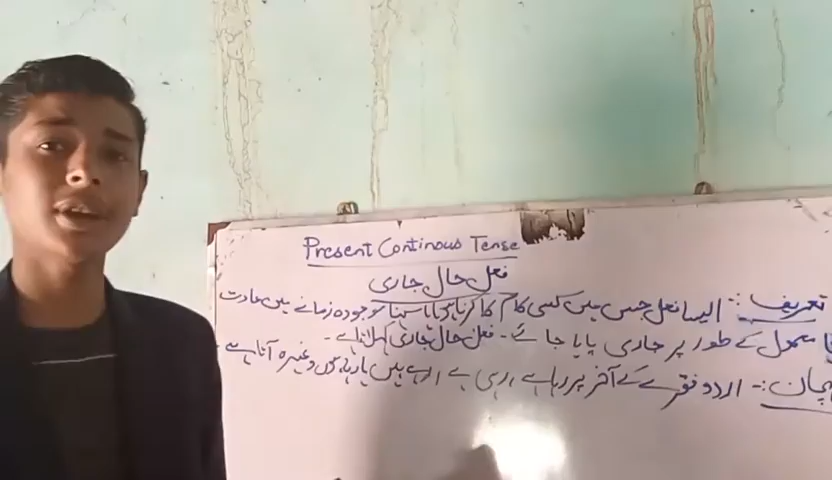 Present Continous Tense
فعل حال جاری
تعریف:- ایسا فعل جس میں کسی کام کا کرنا ہونا یا سہنا موجودہ زمانے میں عادت
یا معمول کے طور پر جاری پایا جائے۔ فعل حال جاری کہلاتا ہے۔
پہچان:- اردو فقرے کے آخر پر رہا ہے، رہی ہے، رہے ہیں یا رہا ہوں وغیرہ آتا ہے